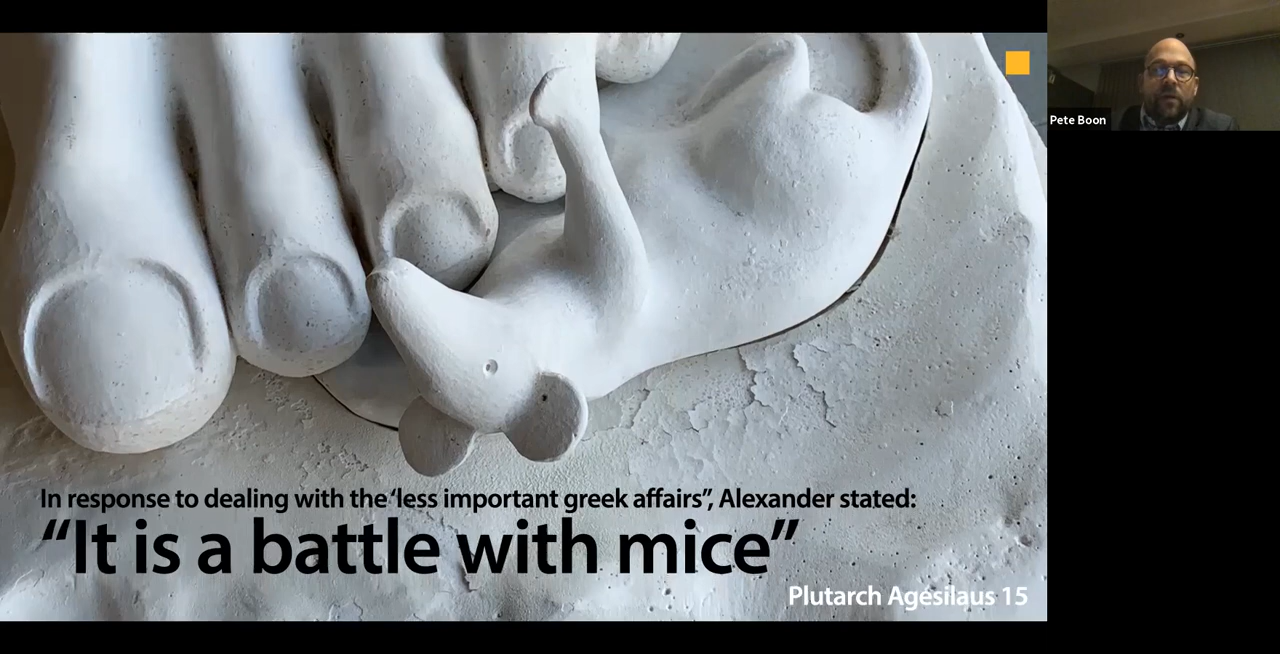 Pete Boon
In response to dealing with the ‘less important greek affairs”, Alexander stated:
“It is a battle with mice”
Plutarch Agesilaus 15